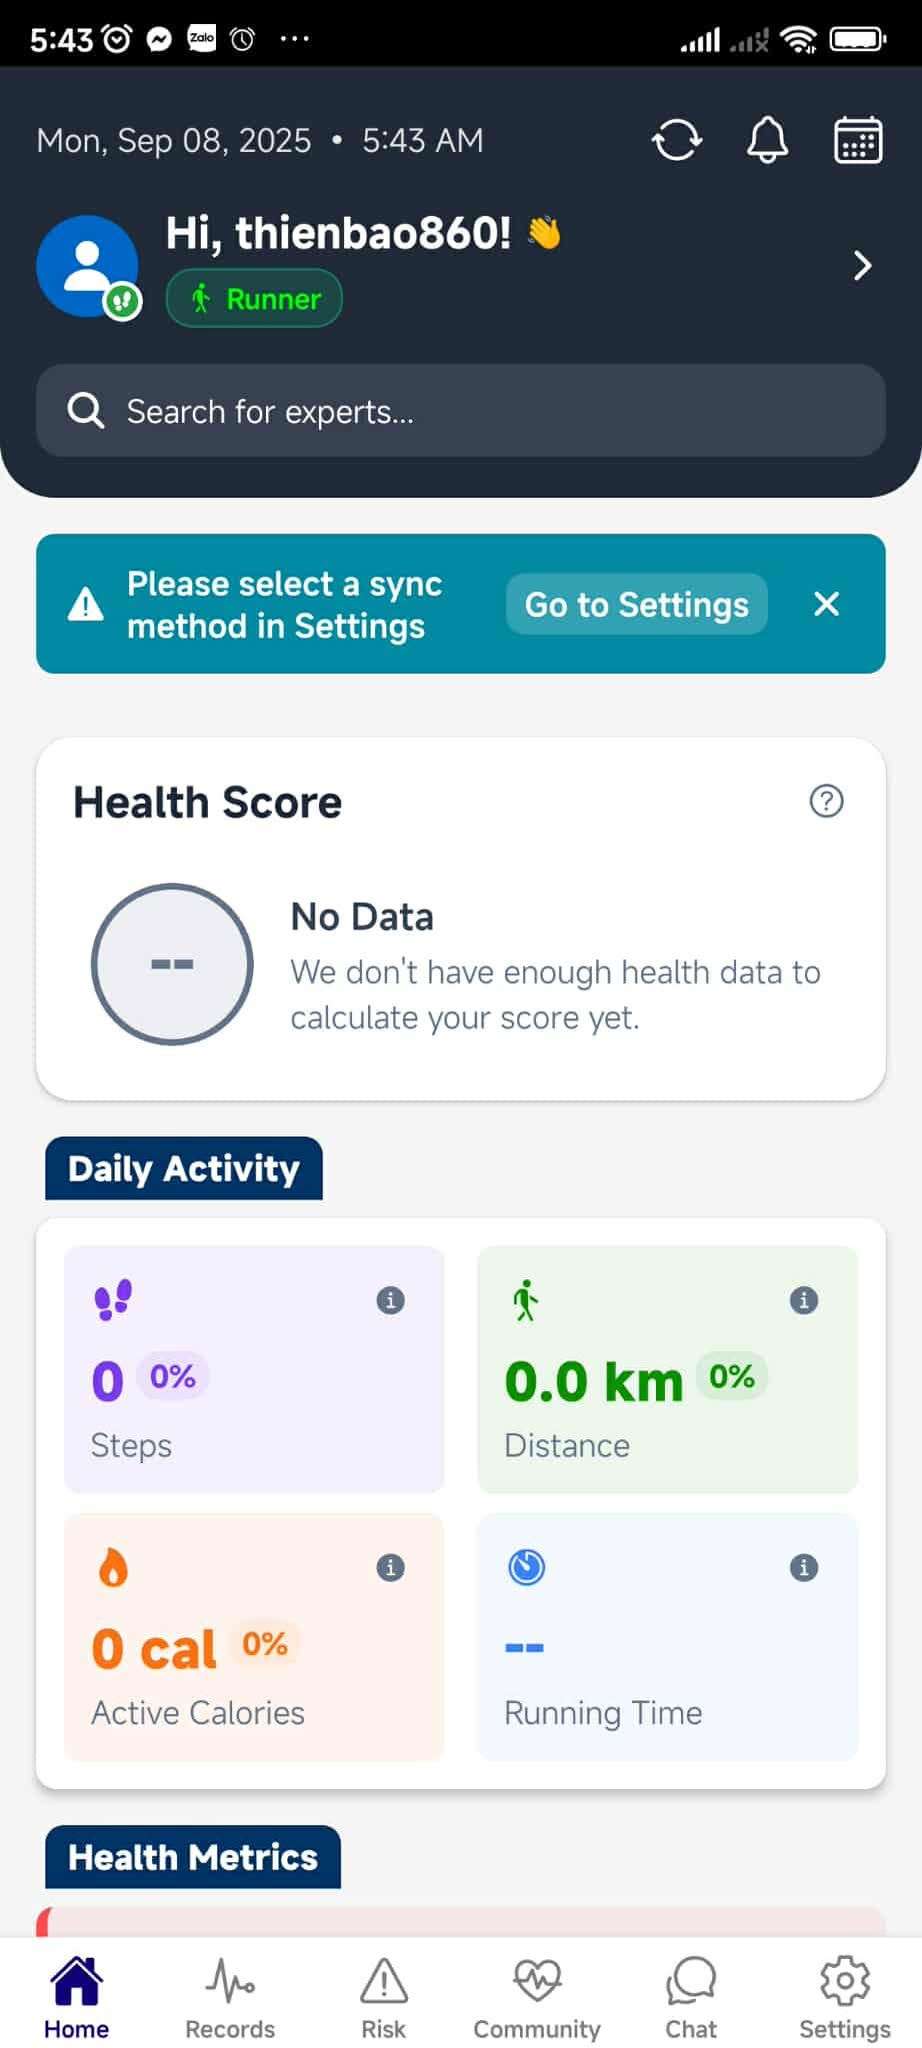 5:43
Zalo
Mon, Sep 08, 2025 • 5:43 AM
Hi, thienbao860! 👋
Runner
Search for experts...
Please select a sync
method in Settings
Go to Settings
Health Score
--
No Data
We don't have enough health data to
calculate your score yet.
Daily Activity
0 0%
Steps
0.0 km 0%
Distance
0 cal 0%
Active Calories
--
Running Time
Health Metrics
Home
Records
Risk
Community
Chat
Settings